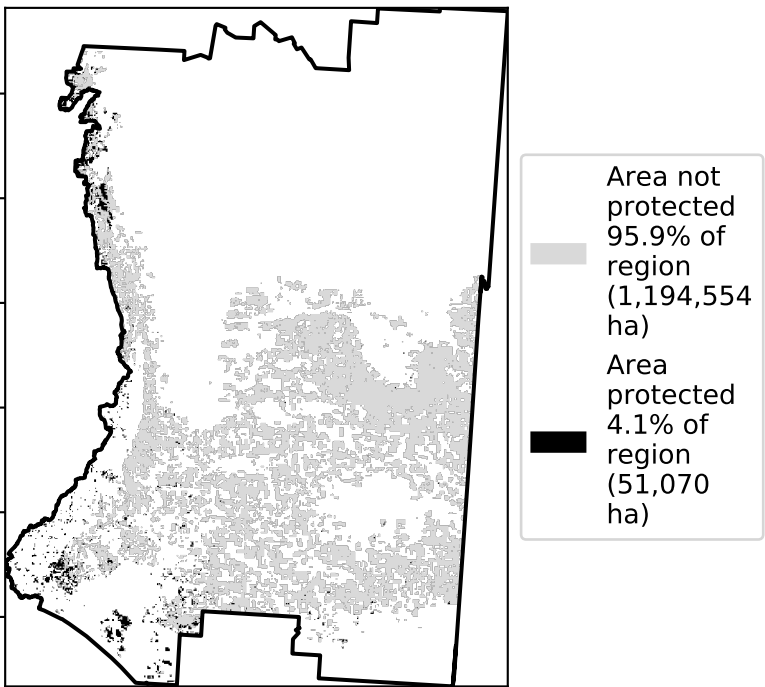 Area not
protected
95.9% of
region
(1,194,554
ha)
Area
protected
4.1% of
region
(51,070
ha)